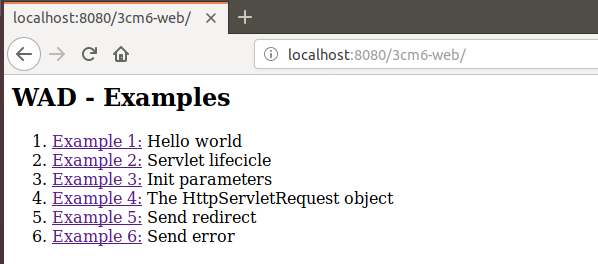 localhost:8080/3cm6-web/
localhost:8080/3cm6-web/
WAD - Examples
1. Example 1: Hello world
2. Example 2: Servlet lifecicle
3. Example 3: Init parameters
4. Example 4: The HttpServletRequest object
5. Example 5: Send redirect
6. Example 6: Send error